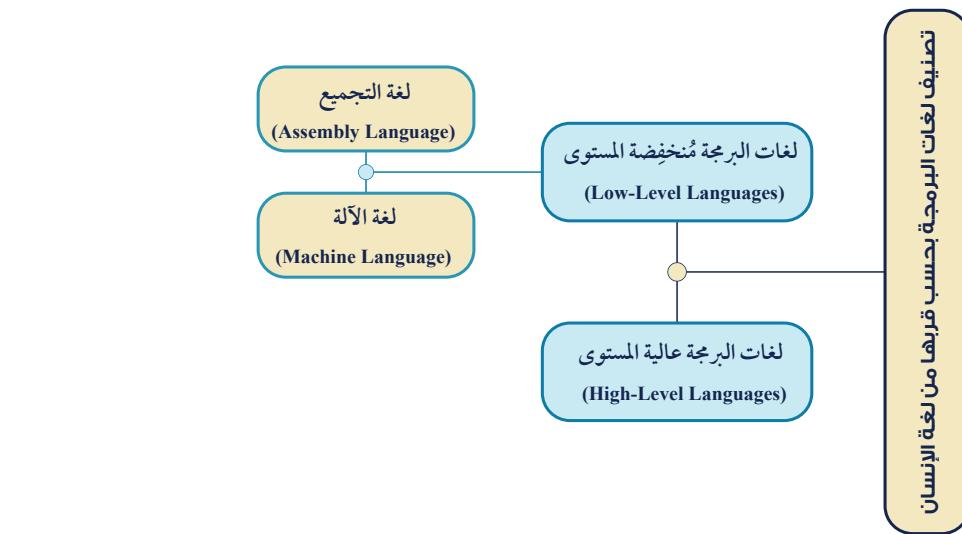 تصنيف لغات البرمجة بحسب قربها من لغة الإنسان
لغات البرمجة مُنخفِضة المستوى
(Low-Level Languages)
لغة التجميع
(Assembly Language)
لغة الآلة
(Machine Language)
لغات البرمجة عالية المستوى
(High-Level Languages)